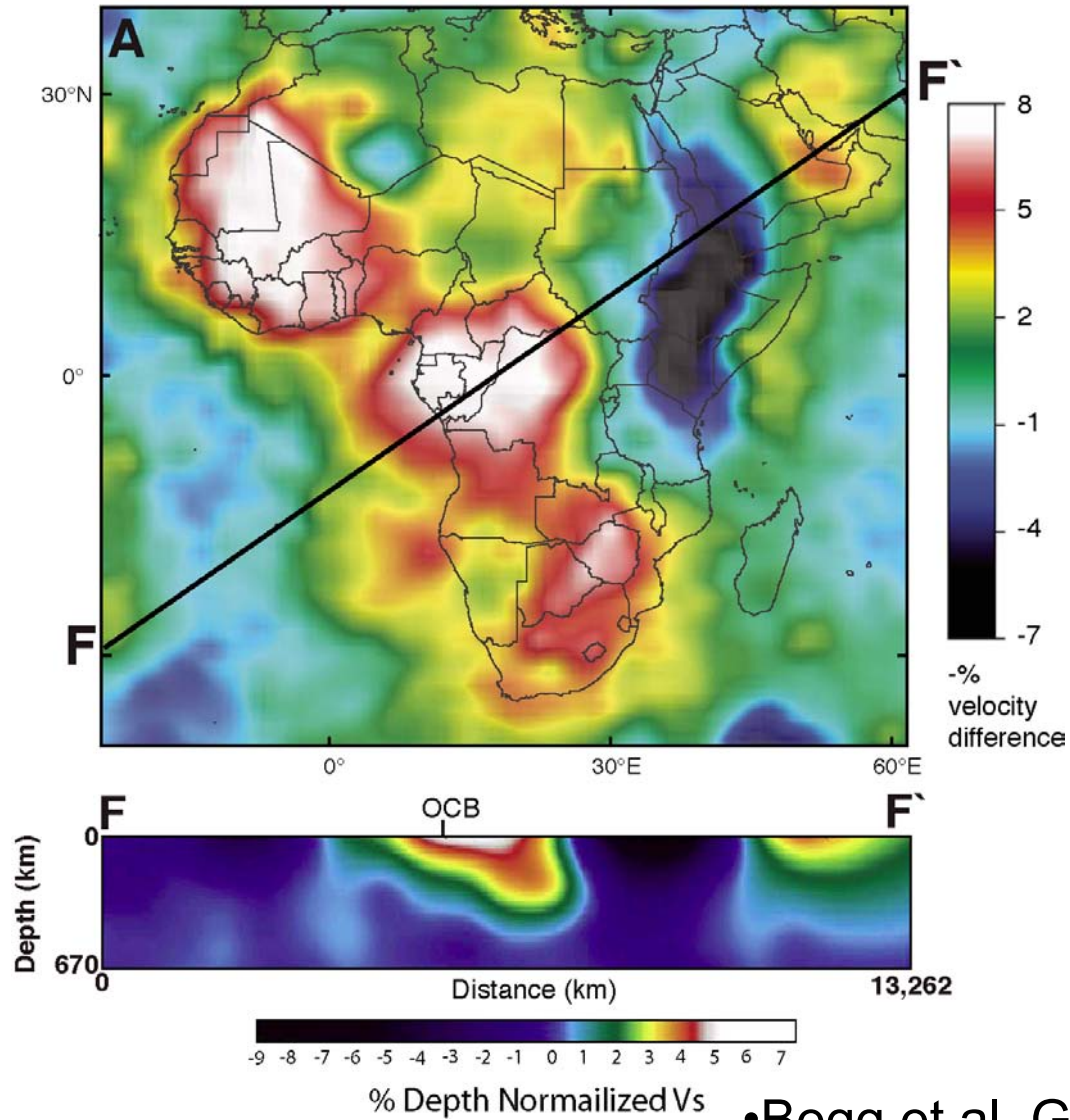 A
F`
30°N
0°
F
0°
30°E
60°E
8
5
2
-1
-4
-7
-%
velocity
difference
F
OCB
F`
0
Depth (km)
670
0
Distance (km)
13,262
-9 -8 -7 -6 -5 -4 -3 -2 -1 0 1 2 3 4 5 6 7
% Depth Normailized Vs
•Begg et al, G